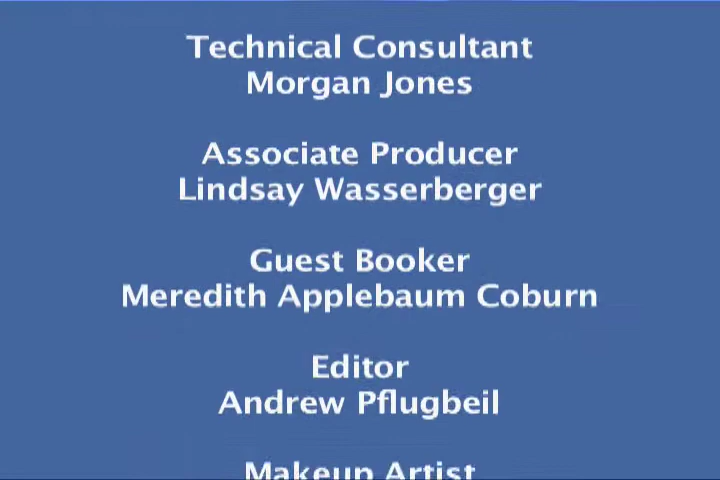 Technical Consultant
Morgan Jones
Associate Producer
Lindsay Wasserberger
Guest Booker
Meredith Applebaum Coburn
Editor
Andrew Pflugbeil
Makeup Artist